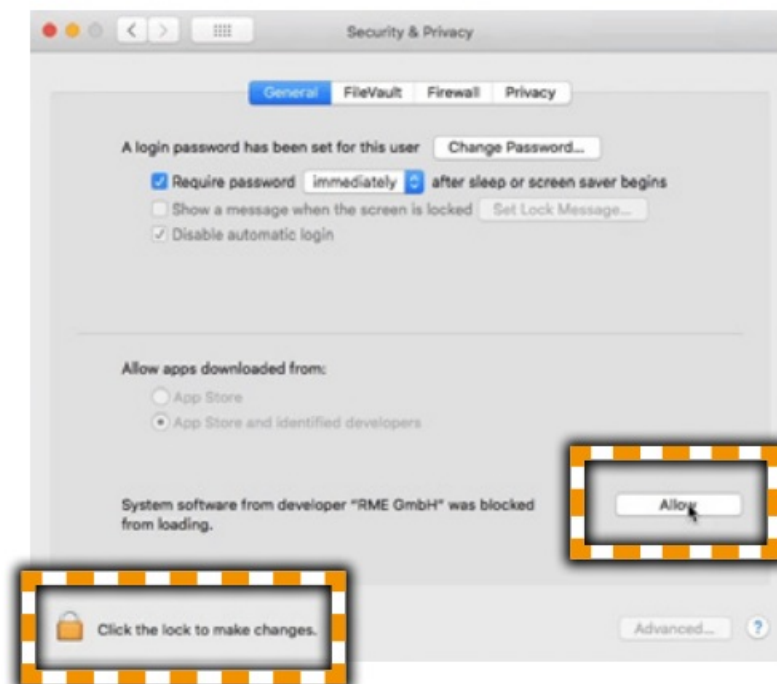 Security & Privacy
General FileVault Firewall Privacy
A login password has been set for this user Change Password...
Require password immediately after sleep or screen saver begins
Show a message when the screen is locked Set Lock Message...
Disable automatic login
Allow apps downloaded from:
App Store
App Store and identified developers
System software from developer "RME GmbH" was blocked
from loading.
Allow
Click the lock to make changes.
Advanced... ?